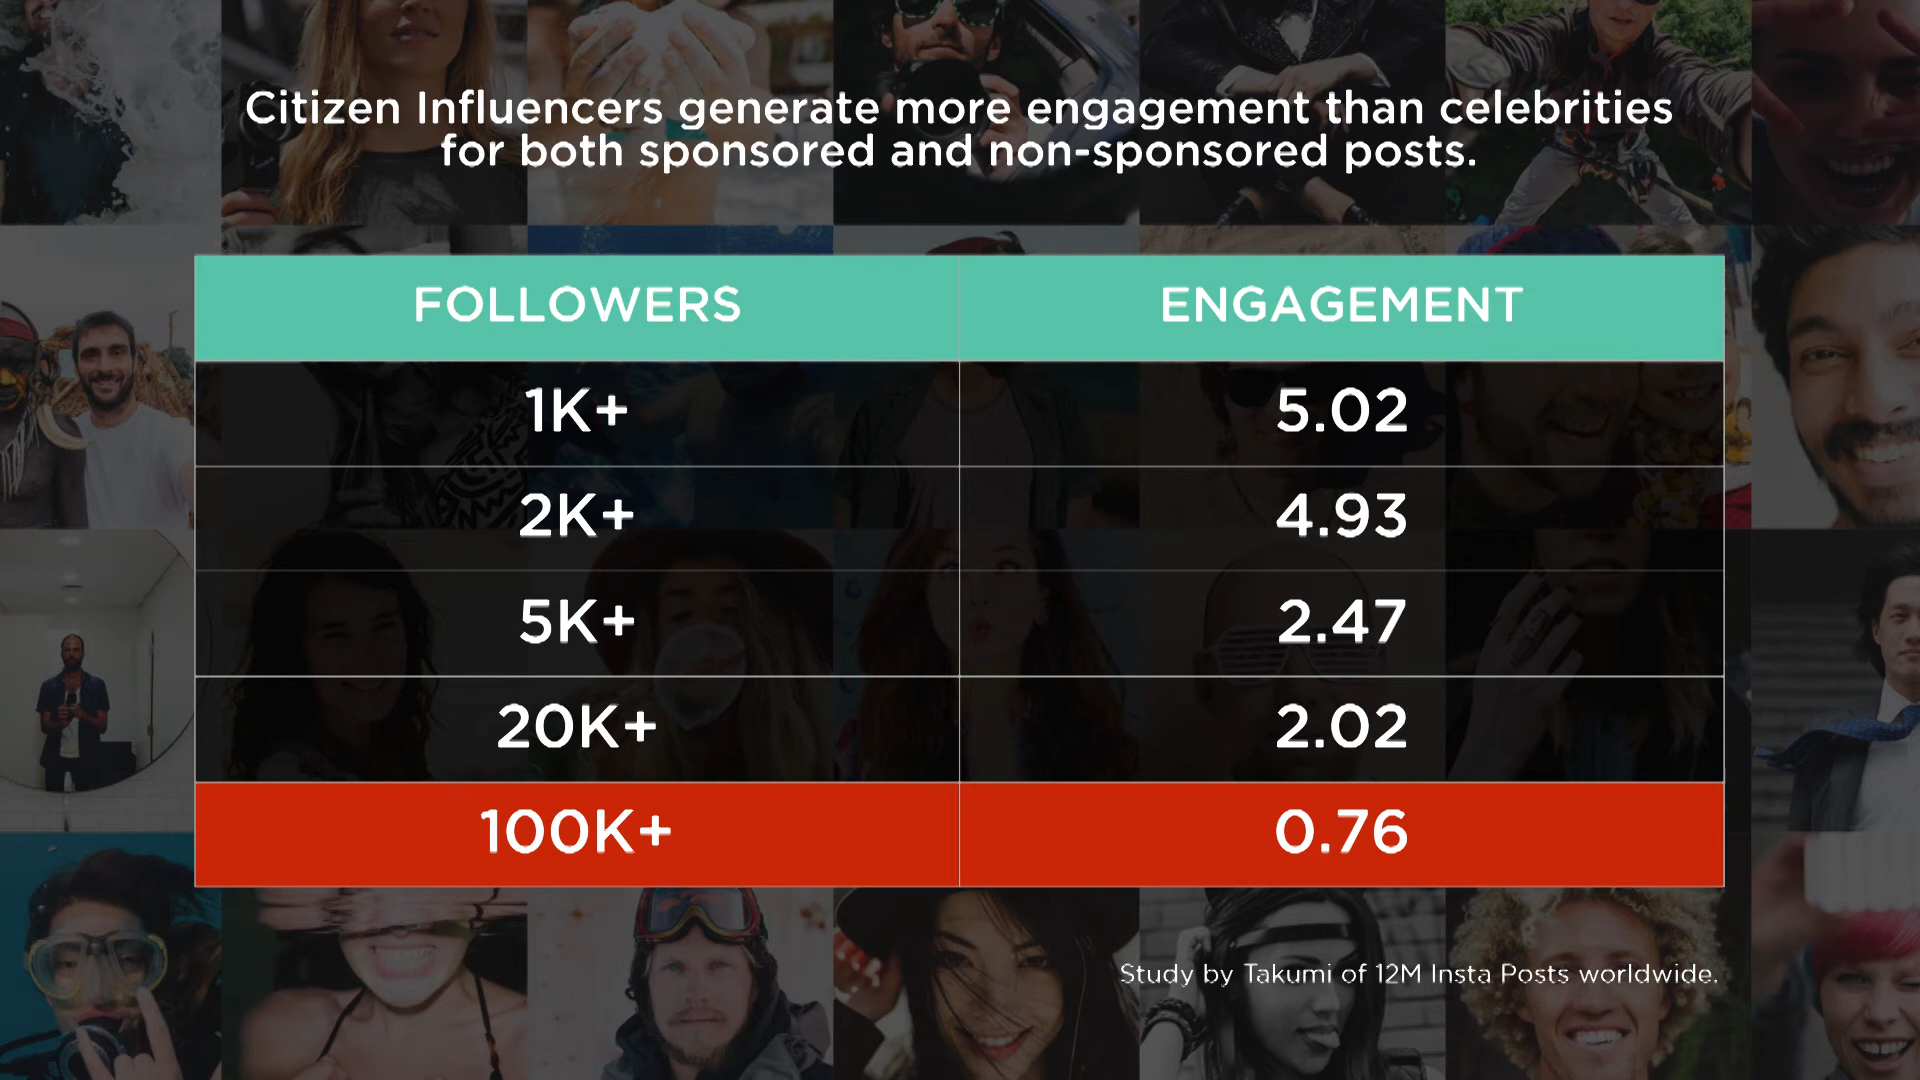 Citizen Influencers generate more engagement than celebrities
for both sponsored and non-sponsored posts.
FOLLOWERS ENGAGEMENT
1K+ 5.02
2K+ 4.93
5K+ 2.47
20K+ 2.02
100K+ 0.76
Study by Takumi of 12M Insta Posts worldwide.